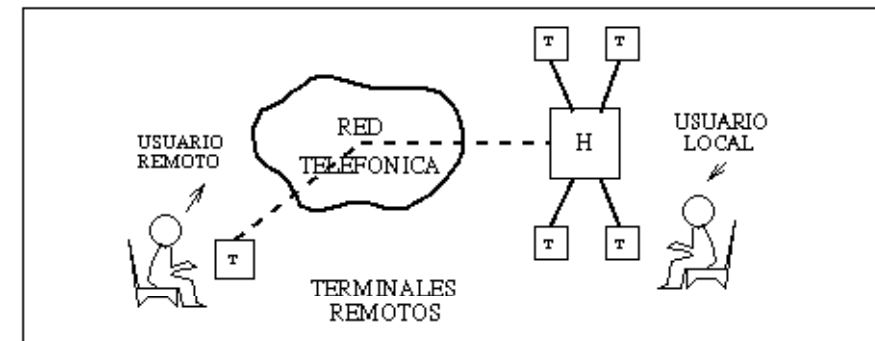 T T
RED
TELEFONICA
USUARIO
REMOTO
H
USUARIO
LOCAL
T
T T
TERMINALES
REMOTOS